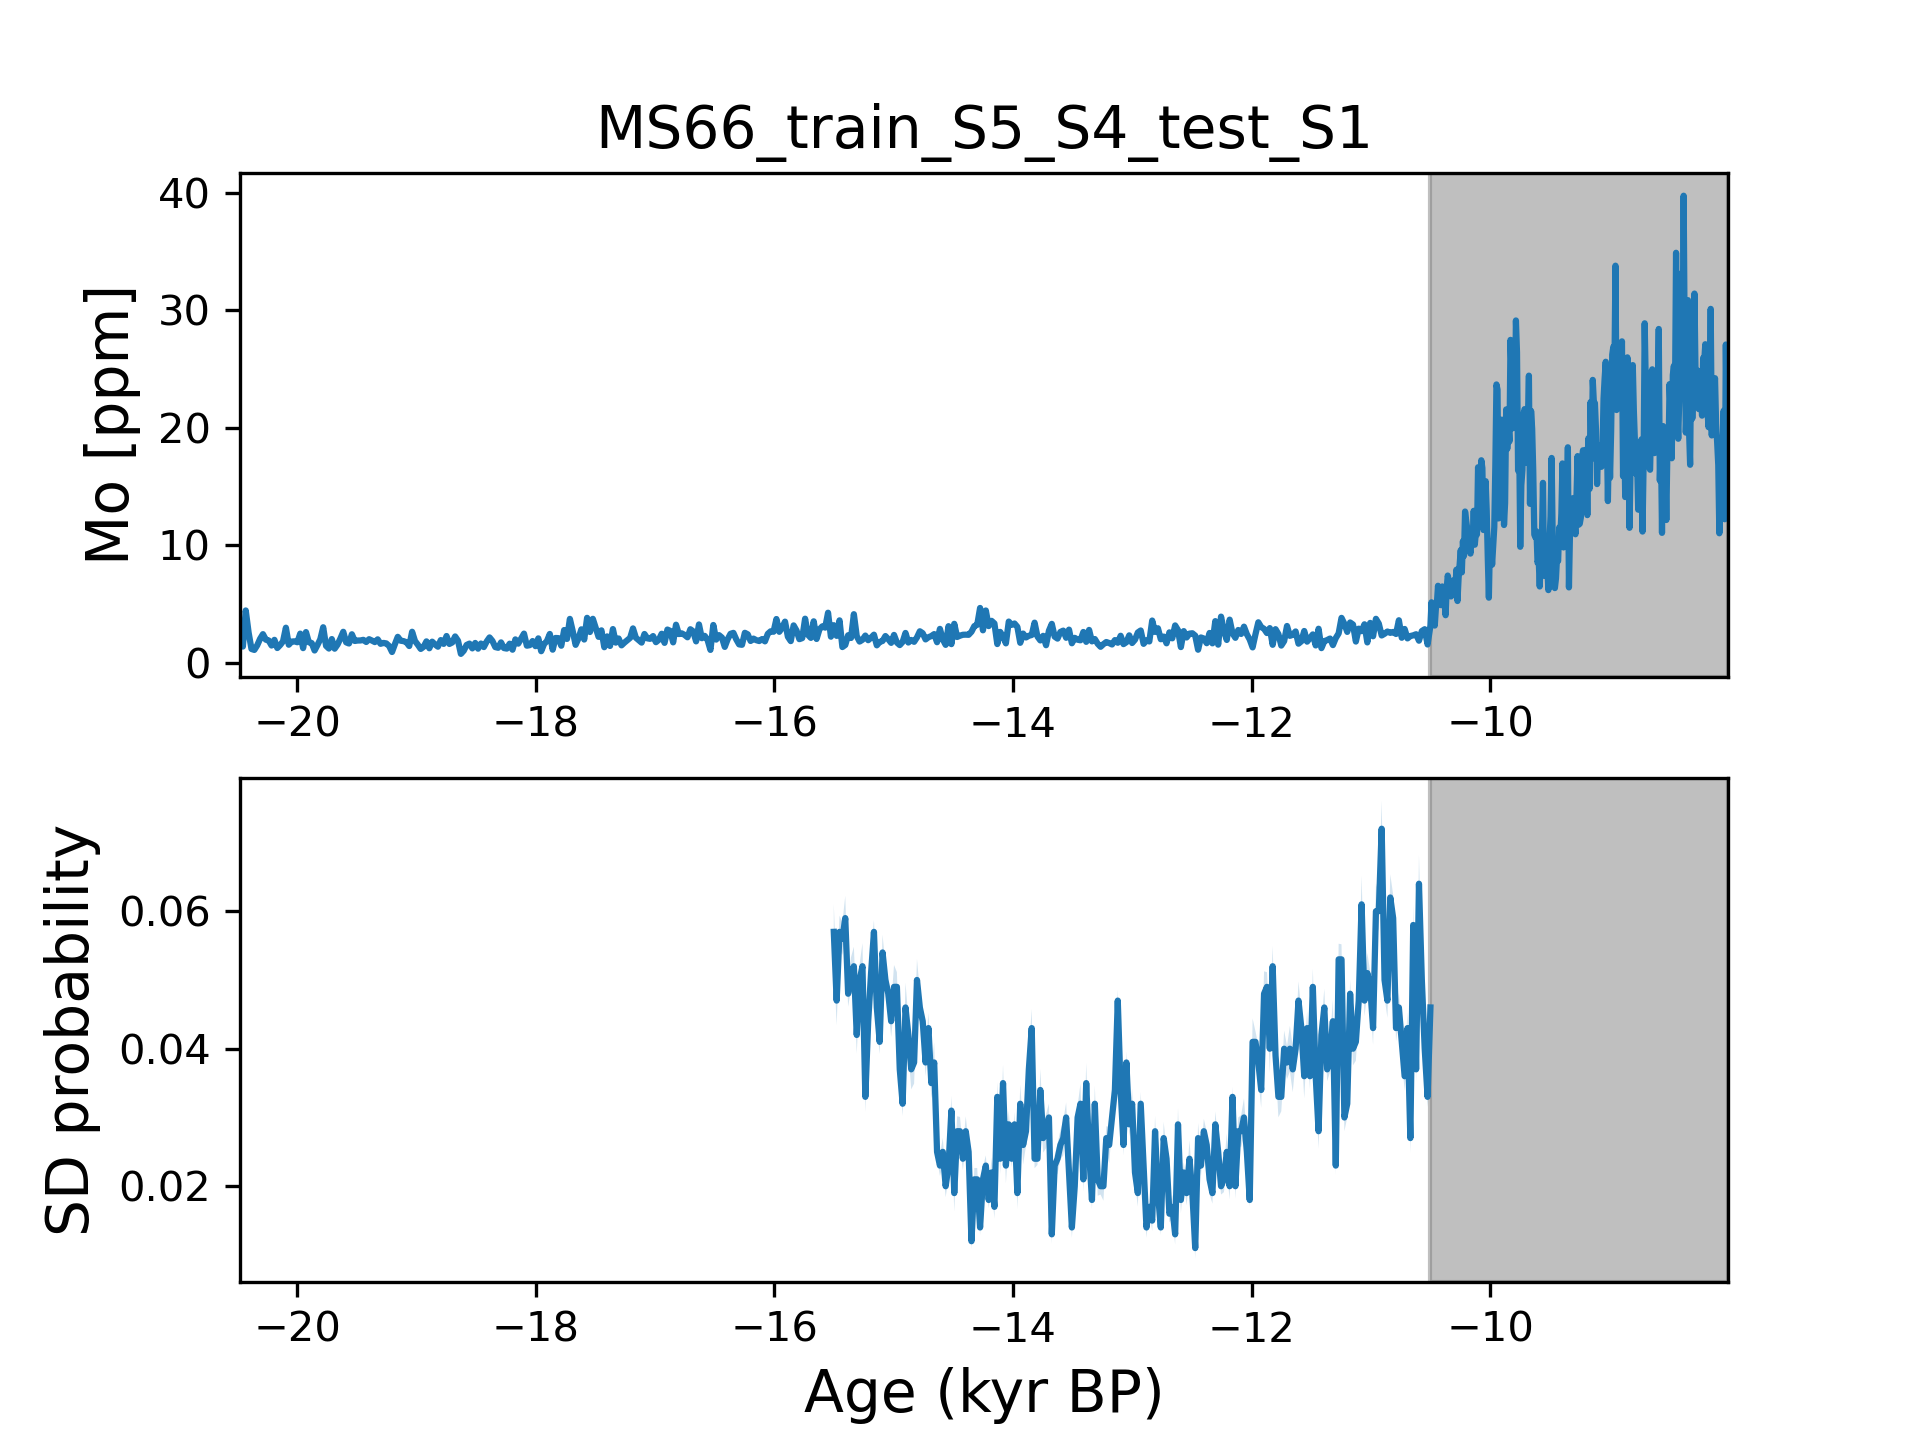 MS66_train_S5_S4_test_S1
Mo [ppm]
40
30
20
10
0
−20 −18 −16 −14 −12 −10
SD probability
0.06
0.04
0.02
−20 −18 −16 −14 −12 −10
Age (kyr BP)